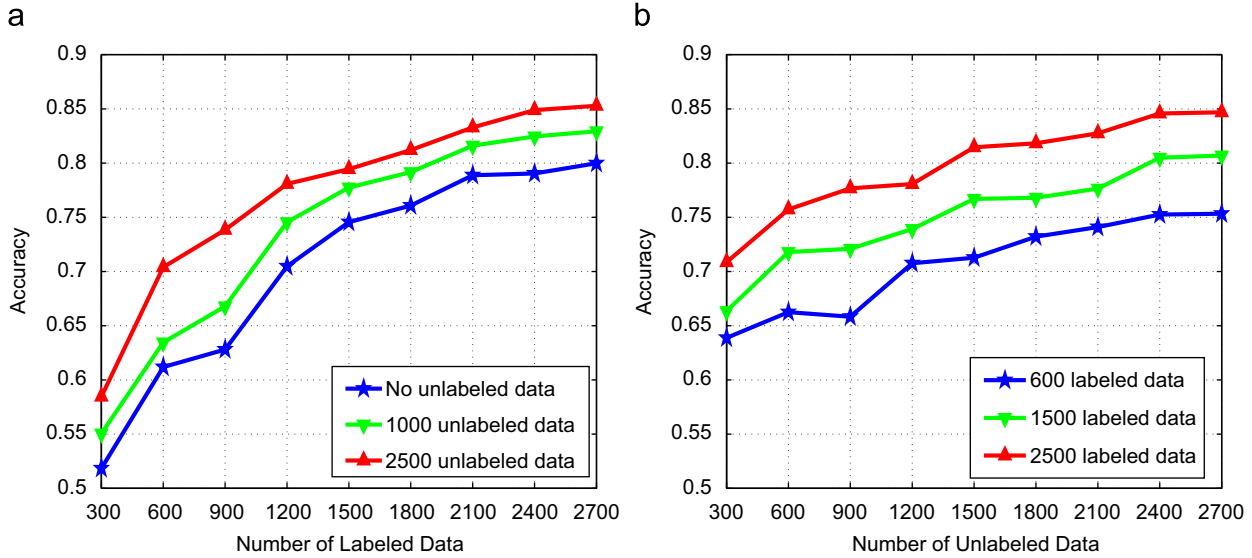 a
0.9
0.85
0.8
0.75
0.7
0.65
0.6
0.55
0.5
Accuracy
300 600 900 1200 1500 1800 2100 2400 2700
Number of Labeled Data
No unlabeled data
1000 unlabeled data
2500 unlabeled data
b
0.9
0.85
0.8
0.75
0.7
0.65
0.6
0.55
0.5
Accuracy
300 600 900 1200 1500 1800 2100 2400 2700
Number of Unlabeled Data
600 labeled data
1500 labeled data
2500 labeled data